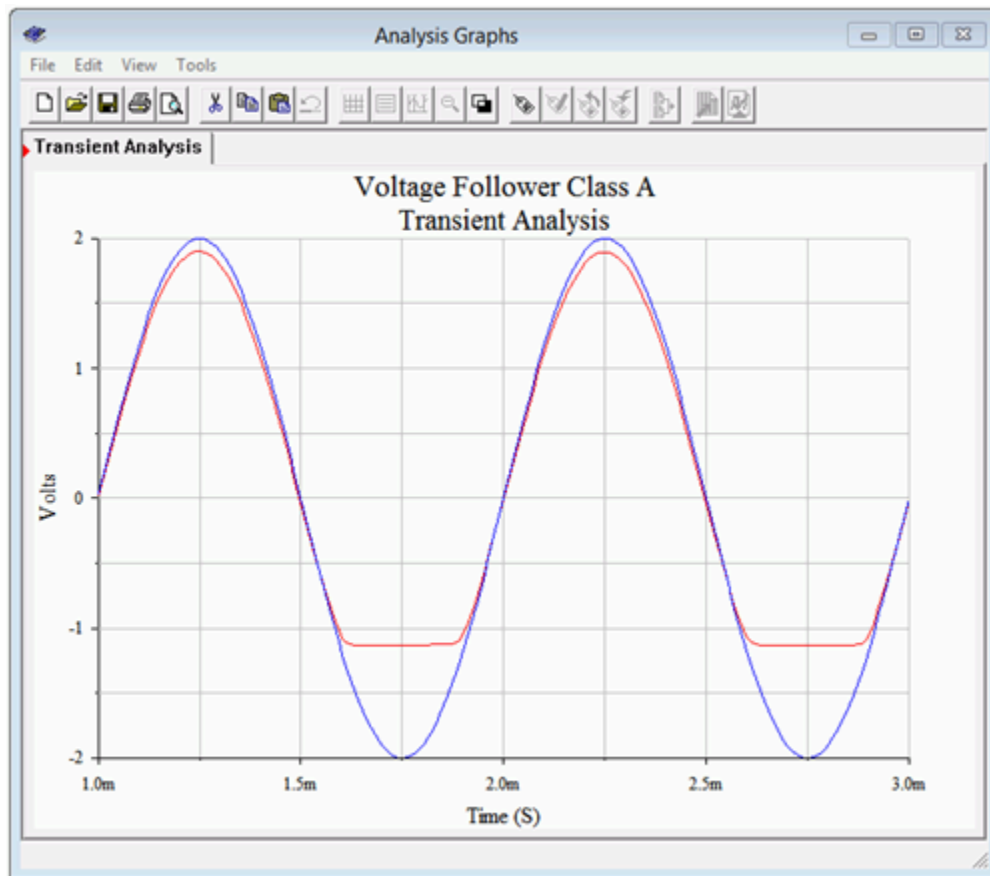 Analysis Graphs
File Edit View Tools
Transient Analysis
Voltage Follower Class A
Transient Analysis
2
1
0
-1
-2
Volts
1.0m 1.5m 2.0m 2.5m 3.0m
Time (S)